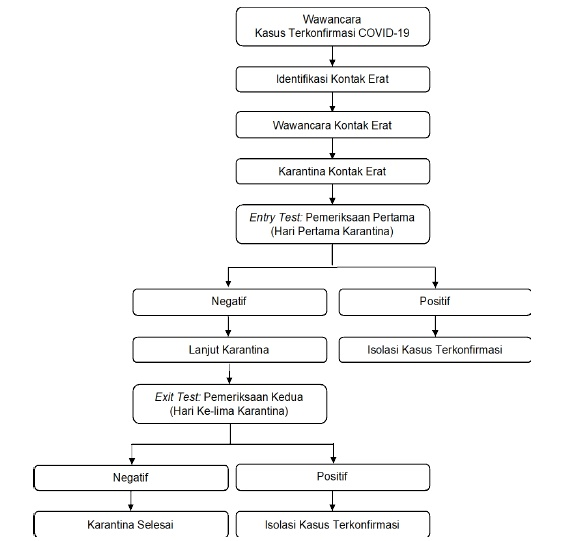 Wawancara
Kasus Terkonfirmasi COVID-19
Identifikasi Kontak Erat
Wawancara Kontak Erat
Karantina Kontak Erat
Entry Test: Pemeriksaan Pertama
(Hari Pertama Karantina)
Negatif
Positif
Lanjut Karantina
Isolasi Kasus Terkonfirmasi
Exit Test: Pemeriksaan Kedua
(Hari Ke-lima Karantina)
Negatif
Positif
Karantina Selesai
Isolasi Kasus Terkonfirmasi